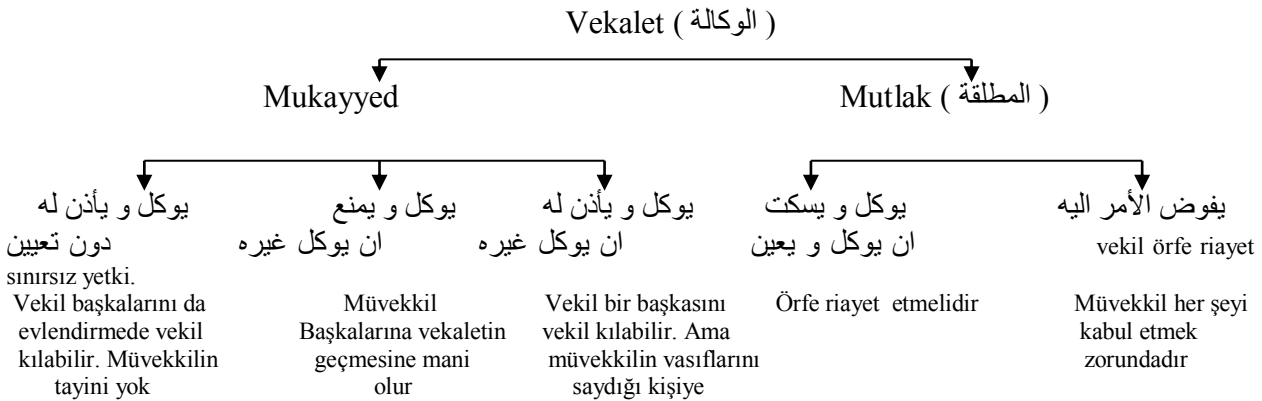 Vekalet ( الوكالة )
Mukayyed
Mutlak ( المطلقة )
يوكل و يأذن له
دون تعيين
sınırsız yetki.
Vekil başkalarını da
evlendirmede vekil
kılabilir. Müvekkilin
tayini yok
يوكل و يمنع
ان يوكل غيره
Müvekkil
Başkalarına vekaletin
geçmesine mani
olur
يوكل و يأذن له
ان يوكل غيره
Vekil bir başkasını
vekil kılabilir. Ama
müvekkilin vasıflarını
saydığı kişiye
يوكل و يسكت
ان يوكل و يعين
Örfe riayet etmelidir
يفوض الأمر اليه
vekil örfe riayet
Müvekkil her şeyi
kabul etmek
zorundadır